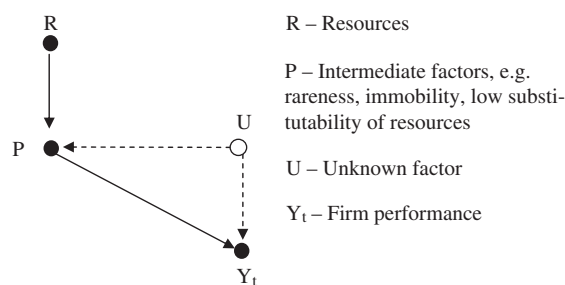 R
P
U
Yt
R – Resources
P – Intermediate factors, e.g.
rareness, immobility, low substi-
tutability of resources
U – Unknown factor
Yt – Firm performance